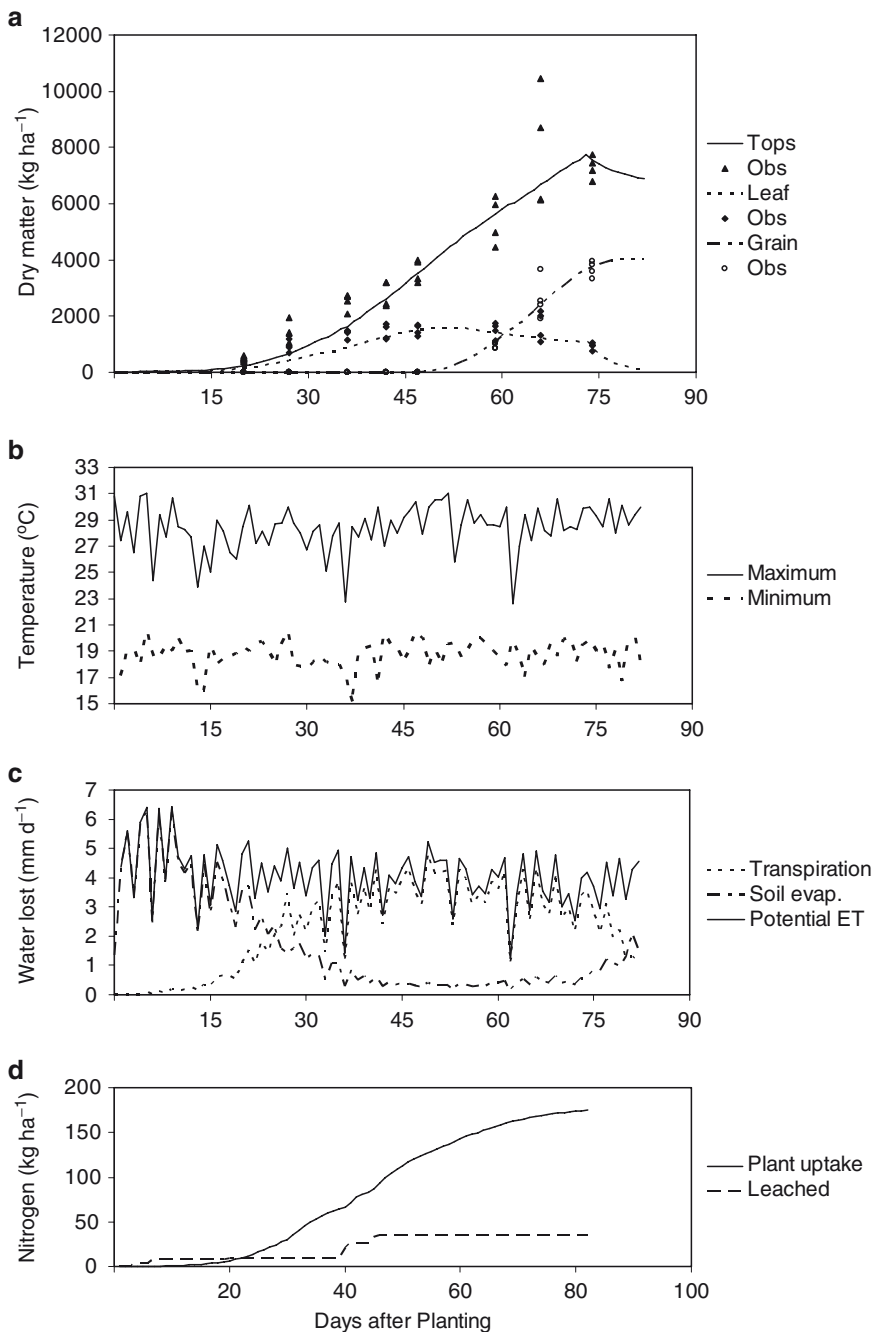 a
12000
10000
8000
6000
4000
2000
0
Dry matter (kg ha⁻¹)
15 30 45 60 75 90
Tops
Obs
Leaf
Obs
Grain
Obs
b
33
31
29
27
25
23
21
19
17
15
Temperature (°C)
15 30 45 60 75 90
Maximum
Minimum
c
7
6
5
4
3
2
1
0
Water lost (mm d⁻¹)
15 30 45 60 75 90
Transpiration
Soil evap.
Potential ET
d
200
150
100
50
0
Nitrogen (kg ha⁻¹)
20 40 60 80 100
Days after Planting
Plant uptake
Leached